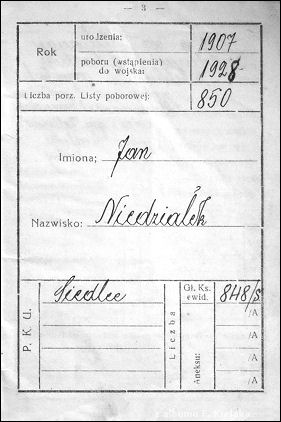 — 3 —
Rok
urodzenia: 1907
poboru (wstąpienia) do wojska: 1928
Liczba porz. Listy poborowej: 850
Imiona: Jan
Nazwisko: Niedziałek
P. K. U.
Siedlce
Liczba
Gł. Ks. ewid. 848/S
Aneksu:
/A
/A
/A
/A
z albumu F.